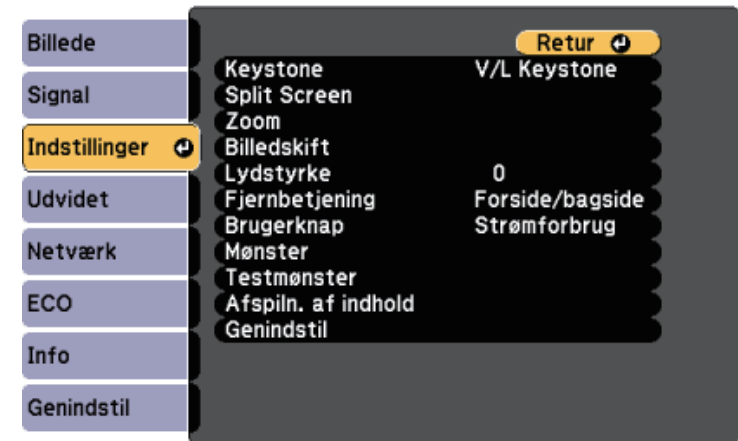 Billede
Signal
Indstillinger
Udvidet
Netværk
ECO
Info
Genindstil
Retur
Keystone V/L Keystone
Split Screen
Zoom
Billedskift
Lydstyrke 0
Fjernbetjening Forside/bagside
Brugerknap Strømforbrug
Mønster
Testmønster
Afspiln. af indhold
Genindstil